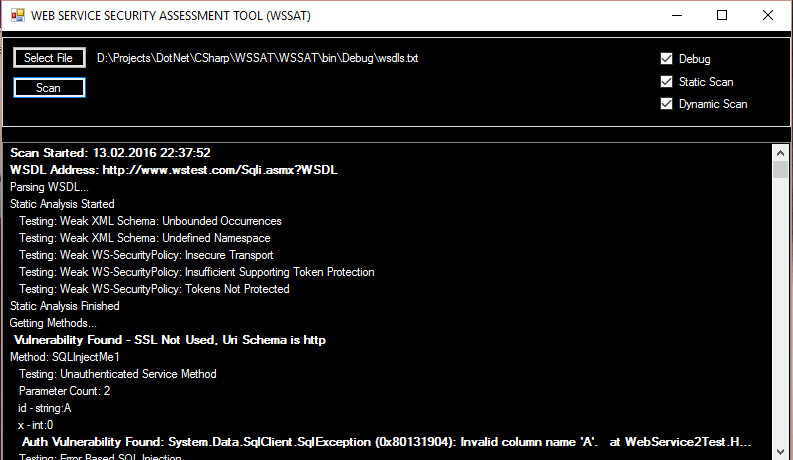 WEB SERVICE SECURITY ASSESSMENT TOOL (WSSAT)
Select File D:\Projects\DotNet\CSharp\WSSAT\WSSAT\bin\Debug\wsdls.txt Debug
Scan Static Scan
Dynamic Scan
Scan Started: 13.02.2016 22:37:52
WSDL Address: http://www.wstest.com/Sqli.asmx?WSDL
Parsing WSDL...
Static Analysis Started
Testing: Weak XML Schema: Unbounded Occurrences
Testing: Weak XML Schema: Undefined Namespace
Testing: Weak WS-SecurityPolicy: Insecure Transport
Testing: Weak WS-SecurityPolicy: Insufficient Supporting Token Protection
Testing: Weak WS-SecurityPolicy: Tokens Not Protected
Static Analysis Finished
Getting Methods...
Vulnerability Found - SSL Not Used, Uri Schema is http
Method: SQLInjectMe1
Testing: Unauthenticated Service Method
Parameter Count: 2
id - string:A
x - int:0
Auth Vulnerability Found: System.Data.SqlClient.SqlException (0x80131904): Invalid column name 'A'. at WebService2Test.H...
Testing: Error Based SQL Injection